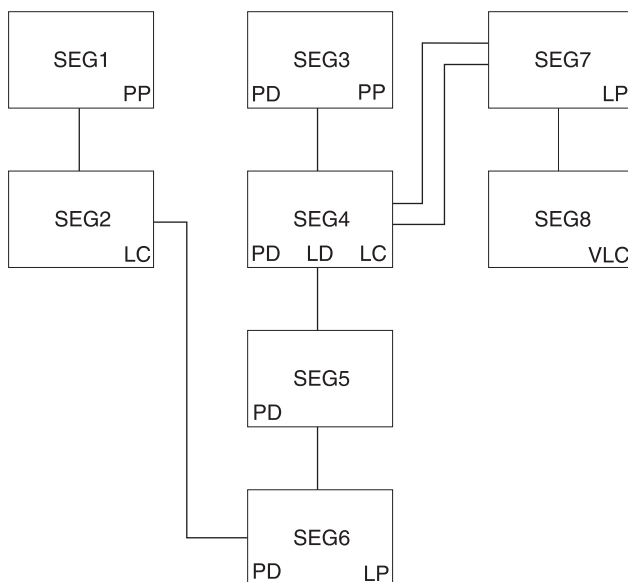 SEG1
PP
SEG3
PD PP
SEG7
LP
SEG2
LC
SEG4
PD LD LC
SEG8
VLC
SEG5
PD
SEG6
PD LP